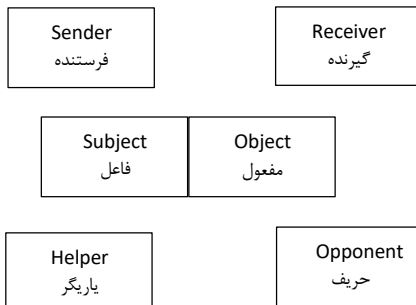 Sender
فرستنده
Receiver
گیرنده
Subject
فاعل
Object
مفعول
Helper
یاریگر
Opponent
حریف